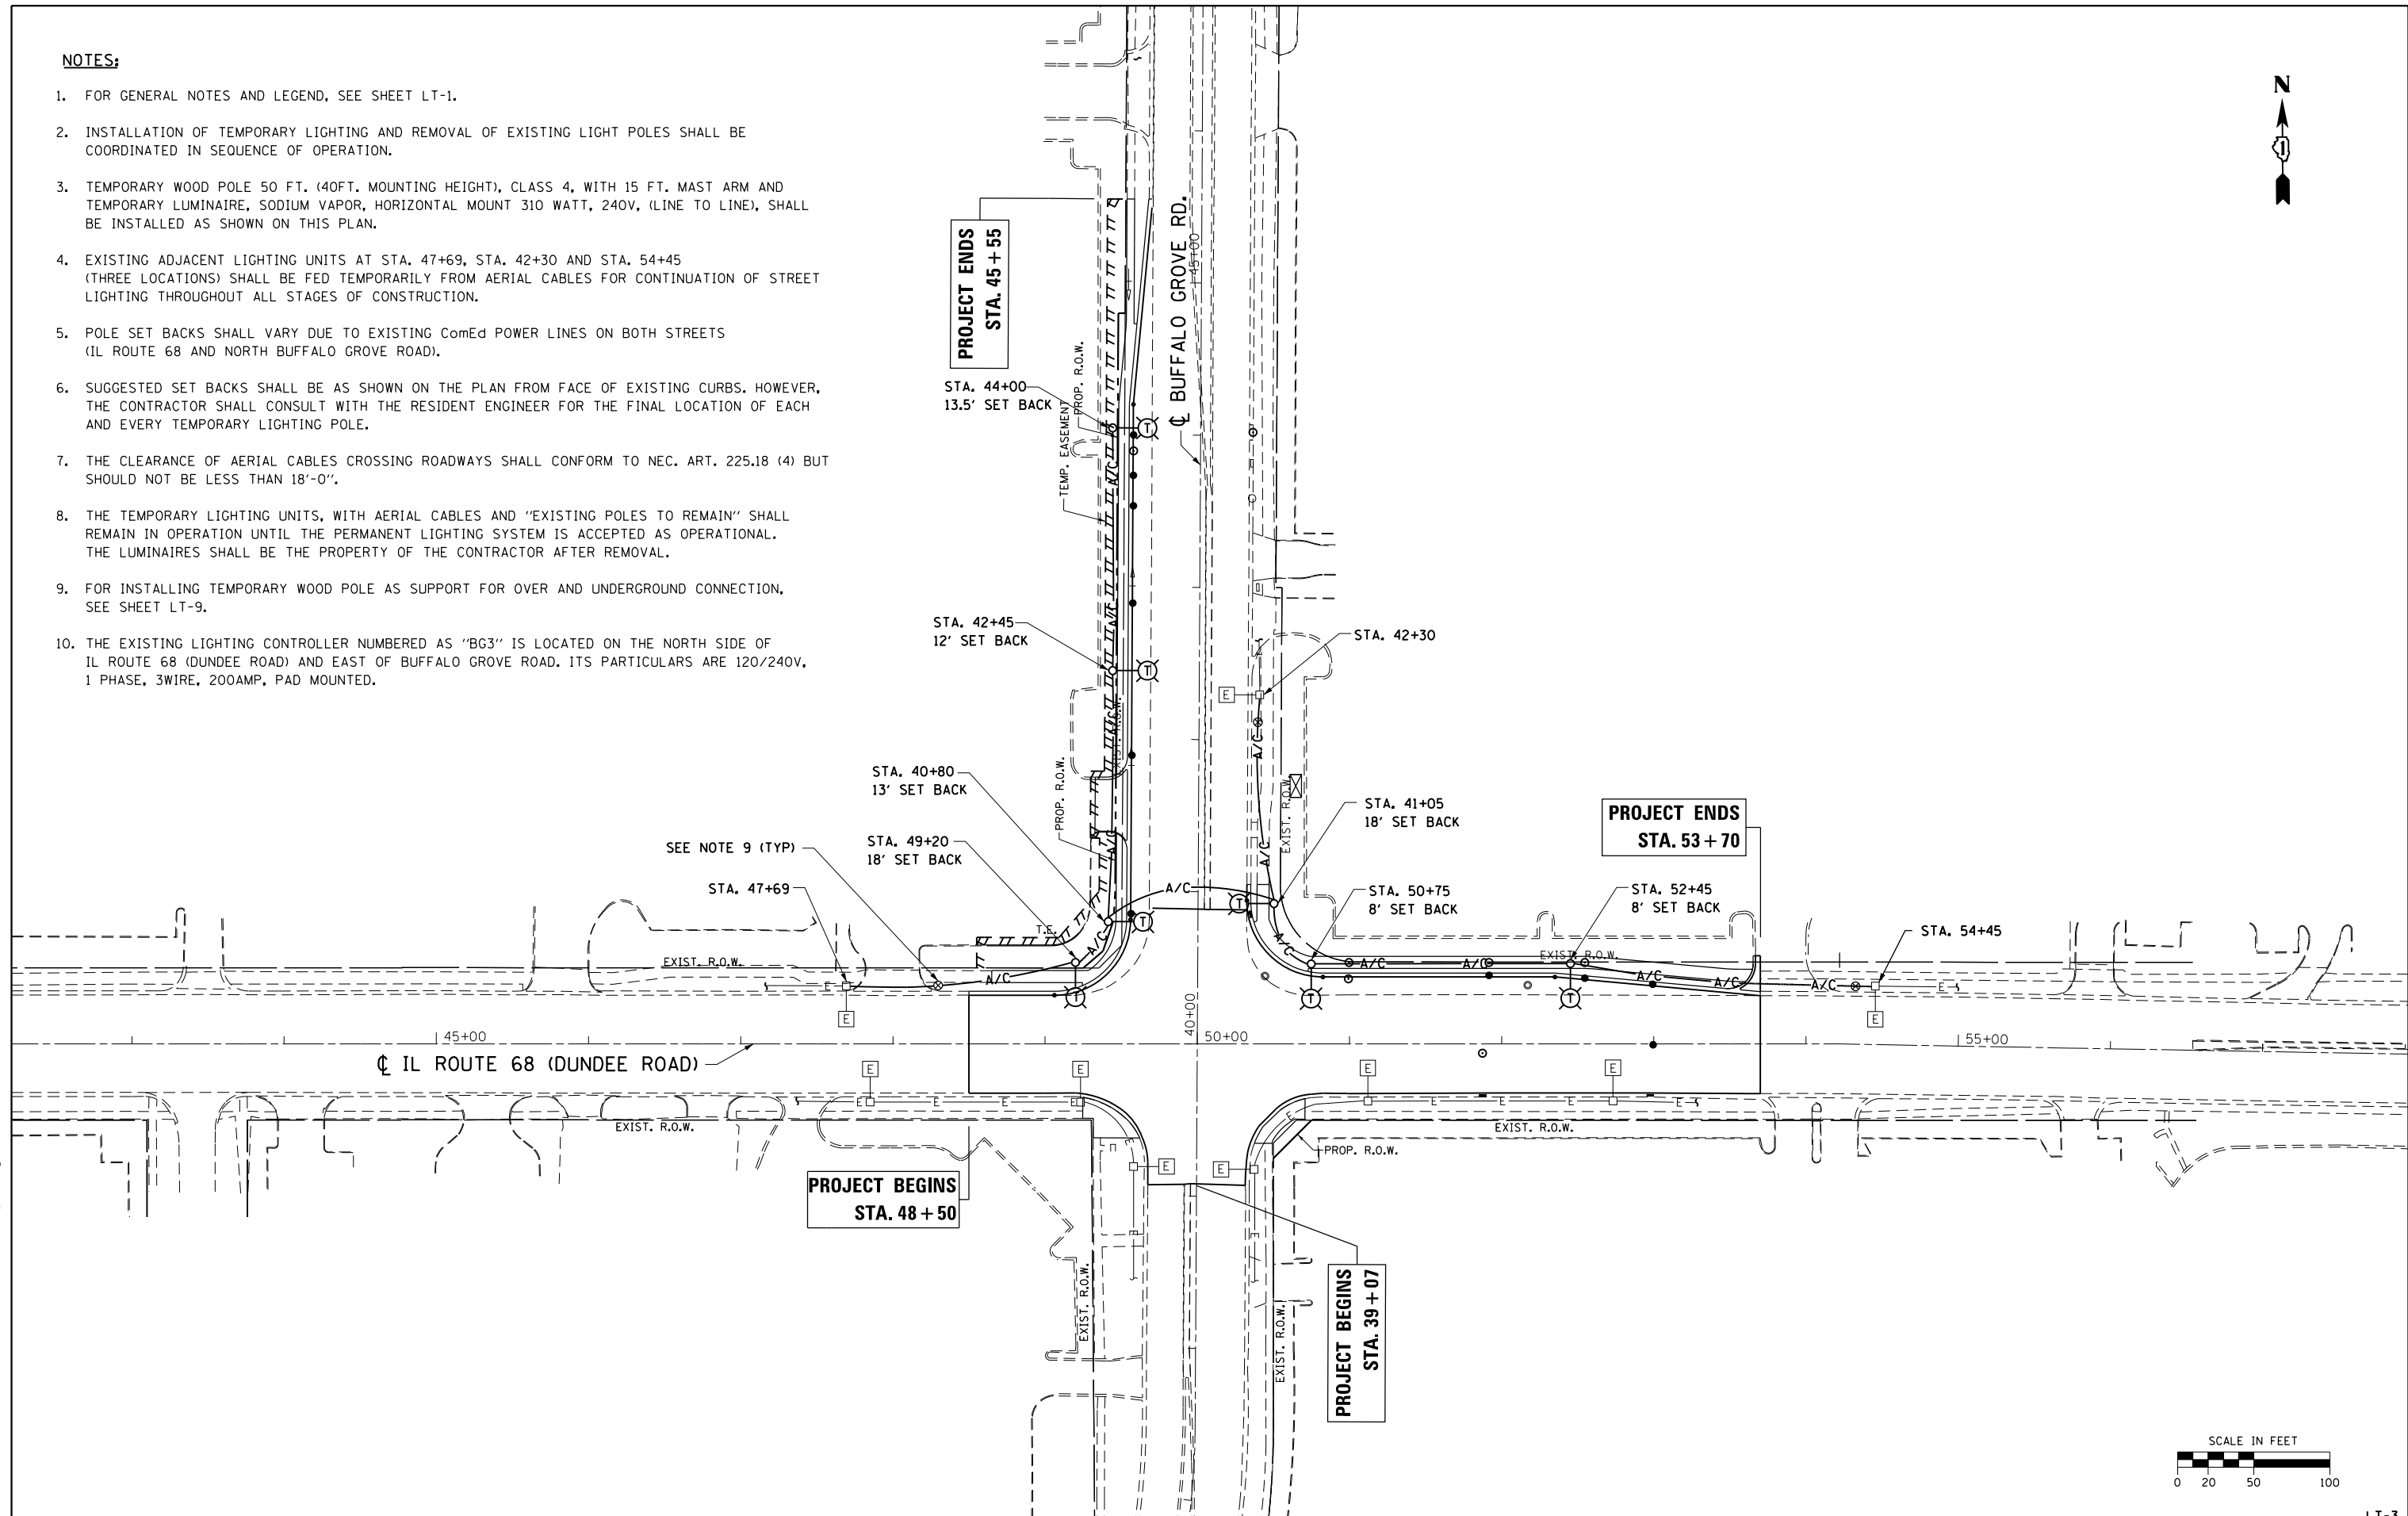 NOTES:
1. FOR GENERAL NOTES AND LEGEND, SEE SHEET LT-1.
2. INSTALLATION OF TEMPORARY LIGHTING AND REMOVAL OF EXISTING LIGHT POLES SHALL BE
COORDINATED IN SEQUENCE OF OPERATION.
3. TEMPORARY WOOD POLE 50 FT. (40FT. MOUNTING HEIGHT), CLASS 4, WITH 15 FT. MAST ARM AND
TEMPORARY LUMINAIRE, SODIUM VAPOR, HORIZONTAL MOUNT 310 WATT, 240V, (LINE TO LINE), SHALL
BE INSTALLED AS SHOWN ON THIS PLAN.
4. EXISTING ADJACENT LIGHTING UNITS AT STA. 47+69, STA. 42+30 AND STA. 54+45
(THREE LOCATIONS) SHALL BE FED TEMPORARILY FROM AERIAL CABLES FOR CONTINUATION OF STREET
LIGHTING THROUGHOUT ALL STAGES OF CONSTRUCTION.
5. POLE SET BACKS SHALL VARY DUE TO EXISTING ComEd POWER LINES ON BOTH STREETS
(IL ROUTE 68 AND NORTH BUFFALO GROVE ROAD).
6. SUGGESTED SET BACKS SHALL BE AS SHOWN ON THE PLAN FROM FACE OF EXISTING CURBS. HOWEVER,
THE CONTRACTOR SHALL CONSULT WITH THE RESIDENT ENGINEER FOR THE FINAL LOCATION OF EACH
AND EVERY TEMPORARY LIGHTING POLE.
7. THE CLEARANCE OF AERIAL CABLES CROSSING ROADWAYS SHALL CONFORM TO NEC. ART. 225.18 (4) BUT
SHOULD NOT BE LESS THAN 18'-0''.
8. THE TEMPORARY LIGHTING UNITS, WITH AERIAL CABLES AND ''EXISTING POLES TO REMAIN'' SHALL
REMAIN IN OPERATION UNTIL THE PERMANENT LIGHTING SYSTEM IS ACCEPTED AS OPERATIONAL.
THE LUMINAIRES SHALL BE THE PROPERTY OF THE CONTRACTOR AFTER REMOVAL.
9. FOR INSTALLING TEMPORARY WOOD POLE AS SUPPORT FOR OVER AND UNDERGROUND CONNECTION,
SEE SHEET LT-9.
10. THE EXISTING LIGHTING CONTROLLER NUMBERED AS ''BG3'' IS LOCATED ON THE NORTH SIDE OF
IL ROUTE 68 (DUNDEE ROAD) AND EAST OF BUFFALO GROVE ROAD. ITS PARTICULARS ARE 120/240V,
1 PHASE, 3WIRE, 200AMP, PAD MOUNTED.
N
1
PROJECT ENDS
STA. 45+55
℄ BUFFALO GROVE RD.
45+00
STA. 44+00
13.5' SET BACK
PROP. R.O.W.
TEMP. EASEMENT
A/C
STA. 42+45
12' SET BACK
A/C
T
T
STA. 42+30
E
EXIST. R.O.W.
A/C
STA. 40+80
13' SET BACK
PROP. R.O.W.
A/C
EXIST. R.O.W.
A/C
STA. 41+05
18' SET BACK
PROJECT ENDS
STA. 53+70
SEE NOTE 9 (TYP)
STA. 49+20
18' SET BACK
STA. 47+69
A/C
STA. 50+75
8' SET BACK
STA. 52+45
8' SET BACK
STA. 54+45
T
T
T.E.
A/C
A/C
EXIST. R.O.W.
A/C
A/C
A/C
EXIST. R.O.W.
A/C
A/C
A/C
E
E
T
T
T
E
E
45+00
40+00
50+00
55+00
℄ IL ROUTE 68 (DUNDEE ROAD)
E
E
E
E
E
E
E
E
E
E
E
E
E
E
EXIST. R.O.W.
EXIST. R.O.W.
PROP. R.O.W.
E
E
PROJECT BEGINS
STA. 48+50
EXIST. R.O.W.
EXIST. R.O.W.
PROJECT BEGINS
STA. 39+07
SCALE IN FEET
0 20 50 100
LT-3